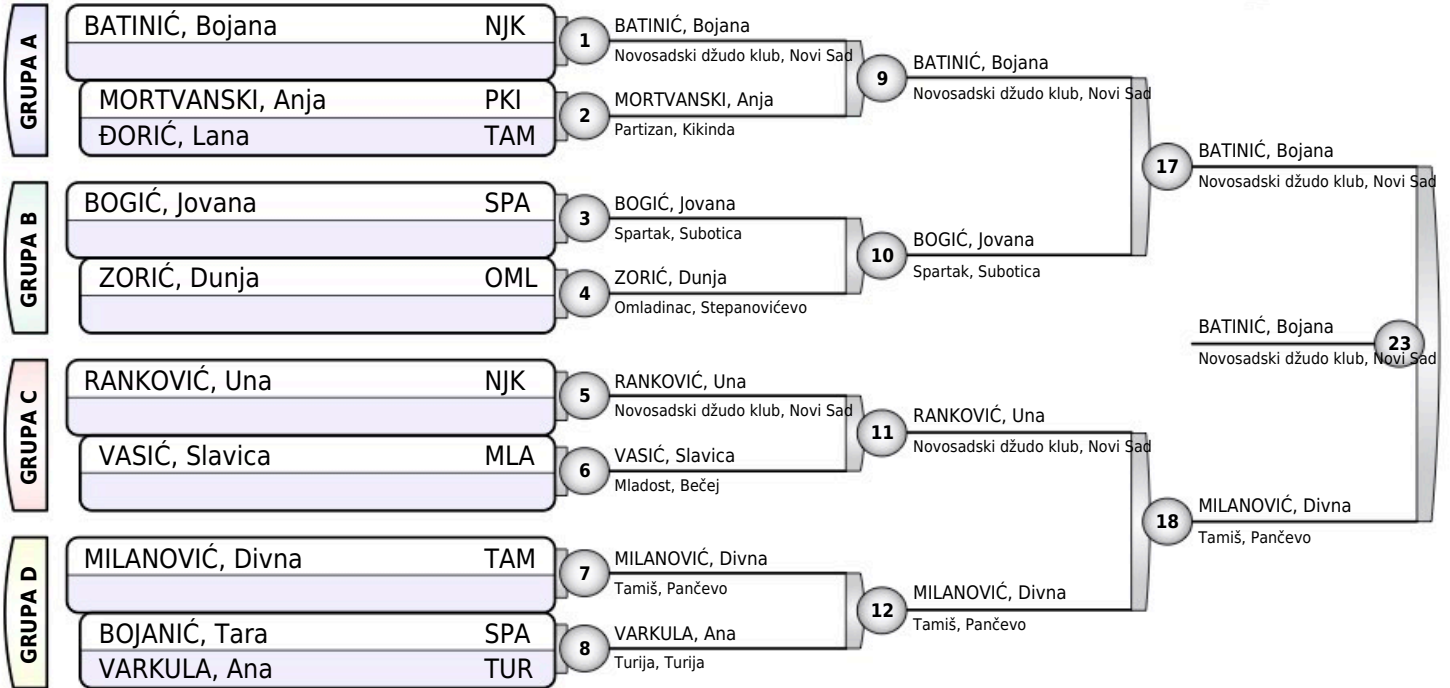 GRUPA A
BATINIĆ, Bojana NJK
MORTVANSKI, Anja PKI
ĐORIĆ, Lana TAM
GRUPA B
BOGIĆ, Jovana SPA
ZORIĆ, Dunja OML
GRUPA C
RANKOVIĆ, Una NJK
VASIĆ, Slavica MLA
GRUPA D
MILANOVIĆ, Divna TAM
BOJANIĆ, Tara SPA
VARKULA, Ana TUR
1
BATINIĆ, Bojana
Novosadski džudo klub, Novi Sad
2
MORTVANSKI, Anja
Partizan, Kikinda
3
BOGIĆ, Jovana
Spartak, Subotica
4
ZORIĆ, Dunja
Omladinac, Stepanovićevo
5
RANKOVIĆ, Una
Novosadski džudo klub, Novi Sad
6
VASIĆ, Slavica
Mladost, Bečej
7
MILANOVIĆ, Divna
Tamiš, Pančevo
8
VARKULA, Ana
Turija, Turija
9
BATINIĆ, Bojana
Novosadski džudo klub, Novi Sad
10
BOGIĆ, Jovana
Spartak, Subotica
11
RANKOVIĆ, Una
Novosadski džudo klub, Novi Sad
12
MILANOVIĆ, Divna
Tamiš, Pančevo
17
BATINIĆ, Bojana
Novosadski džudo klub, Novi Sad
18
MILANOVIĆ, Divna
Tamiš, Pančevo
BATINIĆ, Bojana
23
Novosadski džudo klub, Novi Sad